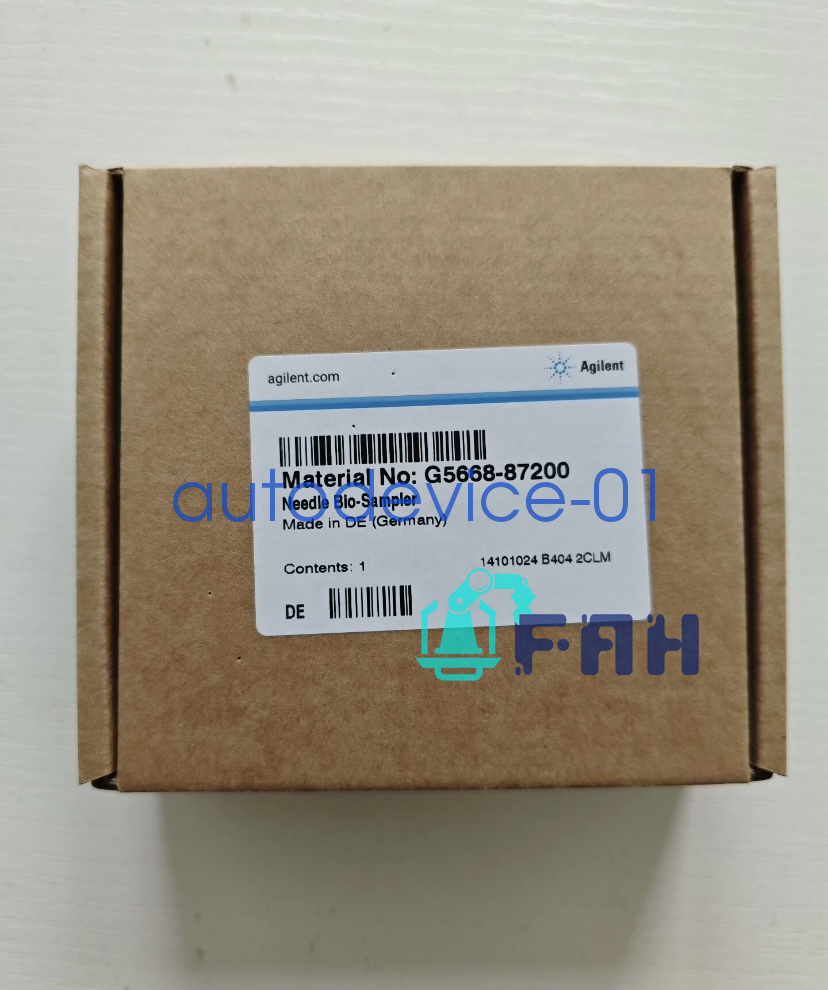 agilent.com
Agilent
Material No: G5668-87200
autodevice-01
Needle Bio-Sampler
Made in DE (Germany)
Contents: 1
14101024 B404 2CLM
DE
FAH